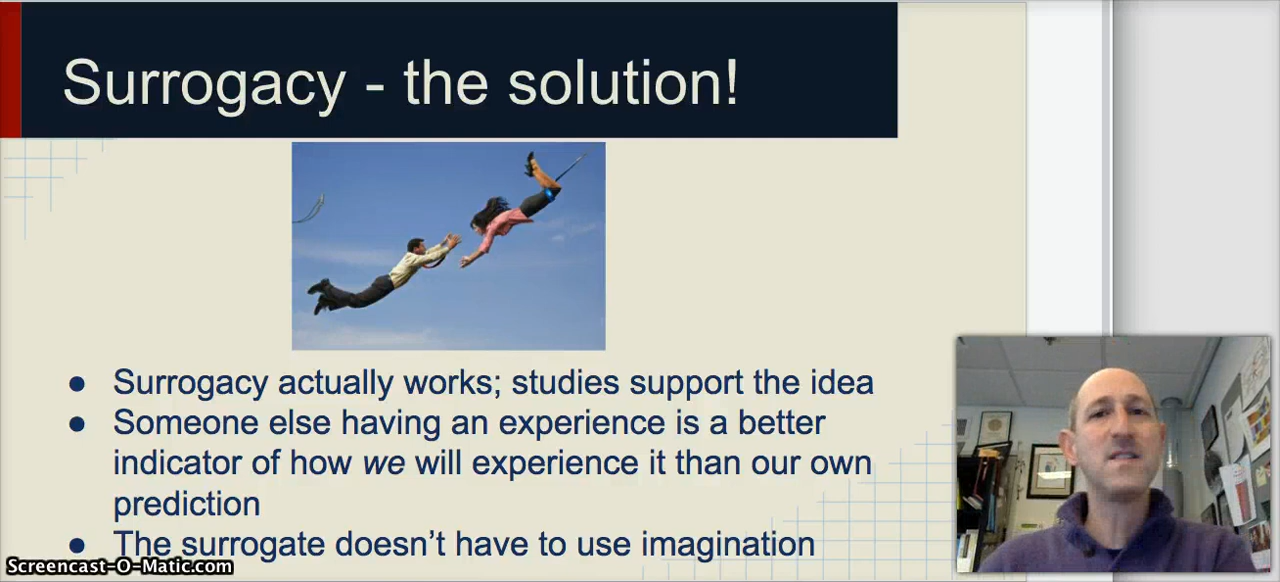 Surrogacy - the solution!
● Surrogacy actually works; studies support the idea
● Someone else having an experience is a better
indicator of how we will experience it than our own
prediction
● The surrogate doesn’t have to use imagination
Screencast-O-Matic.com